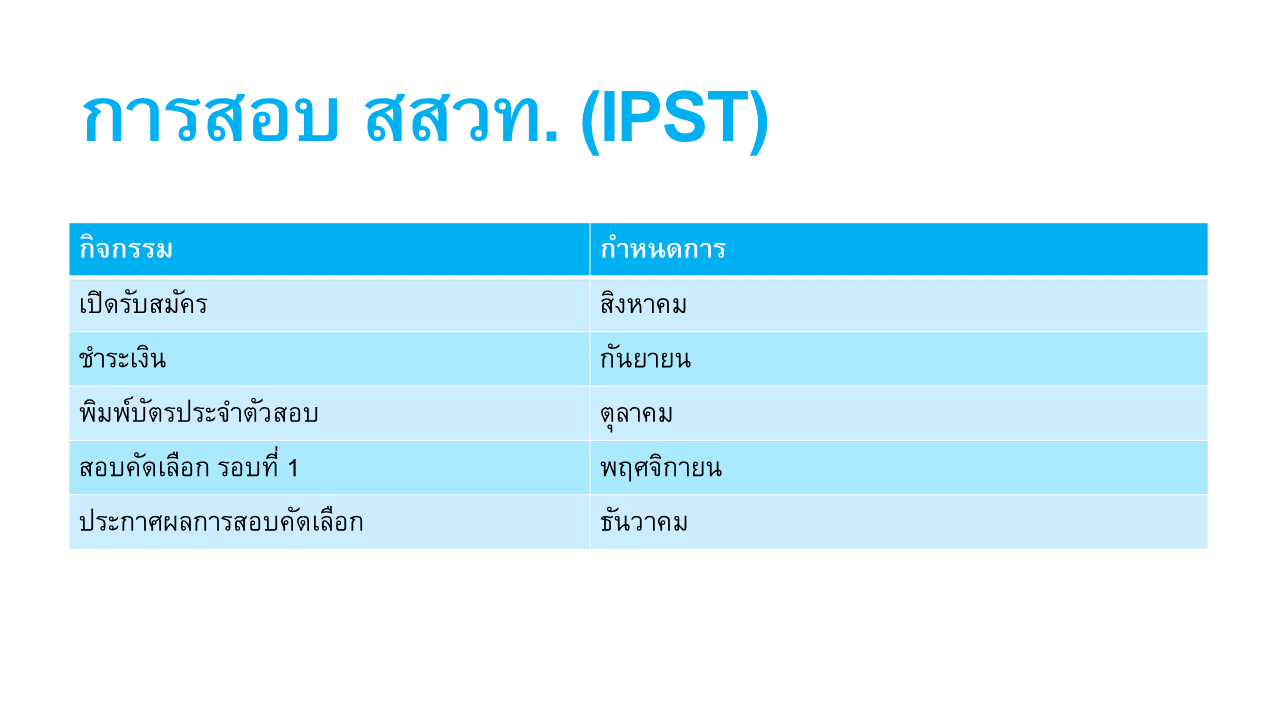 การสอบ สสวท. (IPST)
กิจกรรม กำหนดการ
เปิดรับสมัคร สิงหาคม
ชำระเงิน กันยายน
พิมพ์บัตรประจำตัวสอบ ตุลาคม
สอบคัดเลือก รอบที่ 1 พฤศจิกายน
ประกาศผลการสอบคัดเลือก ธันวาคม